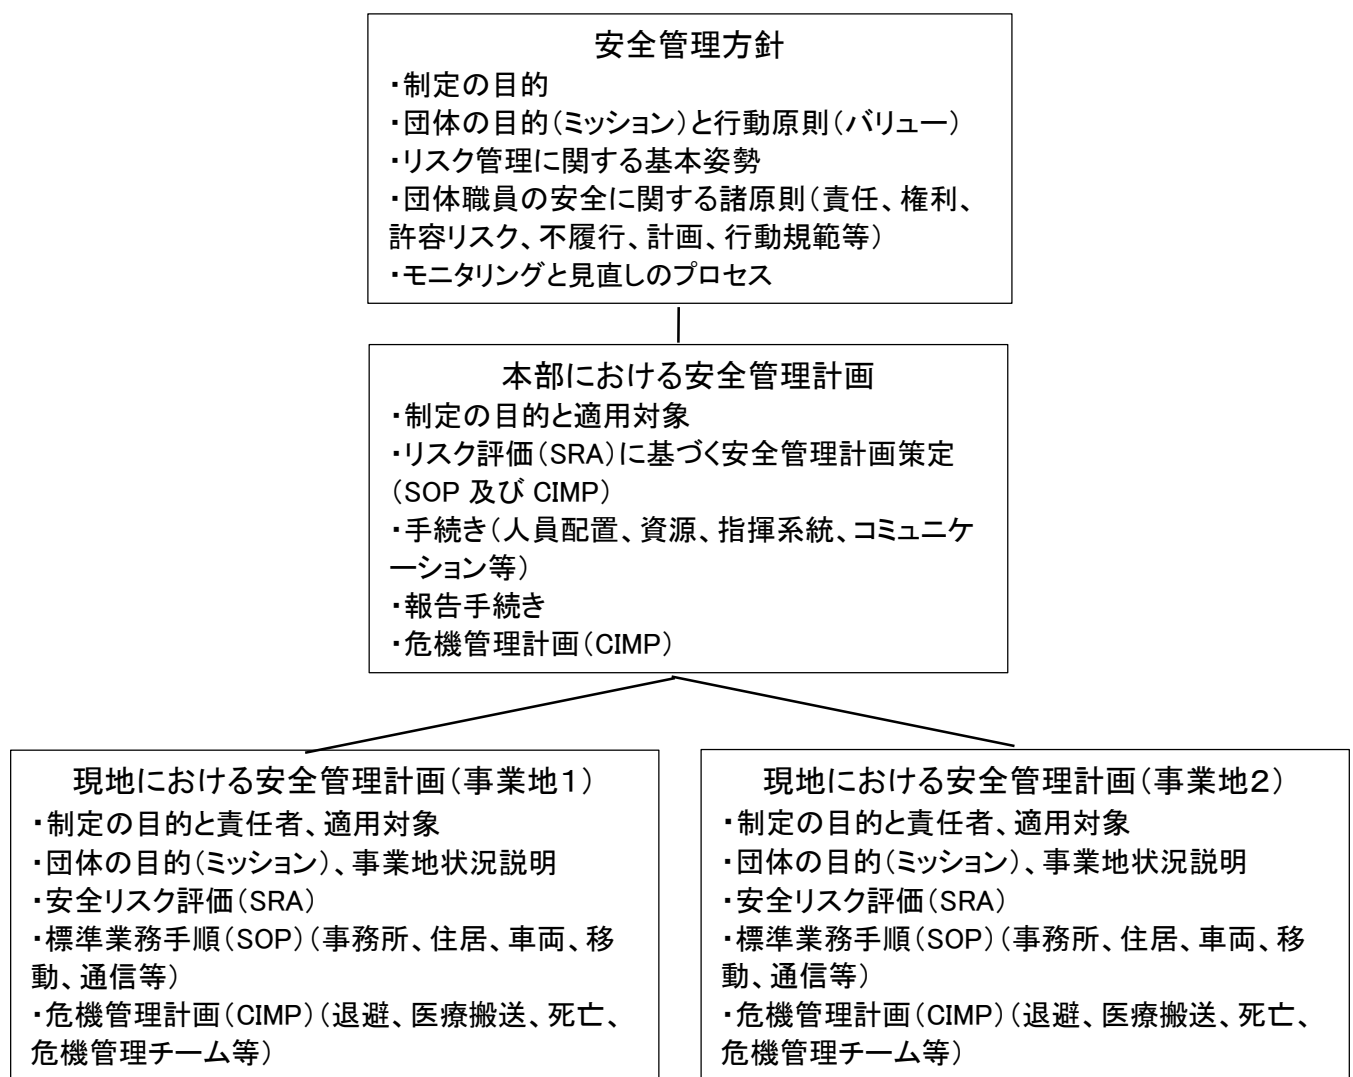 安全管理方針
・制定の目的
・団体の目的（ミッション）と行動原則（バリュー）
・リスク管理に関する基本姿勢
・団体職員の安全に関する諸原則（責任、権利、
許容リスク、不履行、計画、行動規範等）
・モニタリングと見直しのプロセス
本部における安全管理計画
・制定の目的と適用対象
・リスク評価（SRA）に基づく安全管理計画策定
（SOP 及び CIMP）
・手続き（人員配置、資源、指揮系統、コミュニケ
ーション等）
・報告手続き
・危機管理計画（CIMP）
現地における安全管理計画（事業地１）
・制定の目的と責任者、適用対象
・団体の目的（ミッション）、事業地状況説明
・安全リスク評価（SRA）
・標準業務手順（SOP）（事務所、住居、車両、移
動、通信等）
・危機管理計画（CIMP）（退避、医療搬送、死亡、
危機管理チーム等）
現地における安全管理計画（事業地２）
・制定の目的と責任者、適用対象
・団体の目的（ミッション）、事業地状況説明
・安全リスク評価（SRA）
・標準業務手順（SOP）（事務所、住居、車両、移
動、通信等）
・危機管理計画（CIMP）（退避、医療搬送、死亡、
危機管理チーム等）